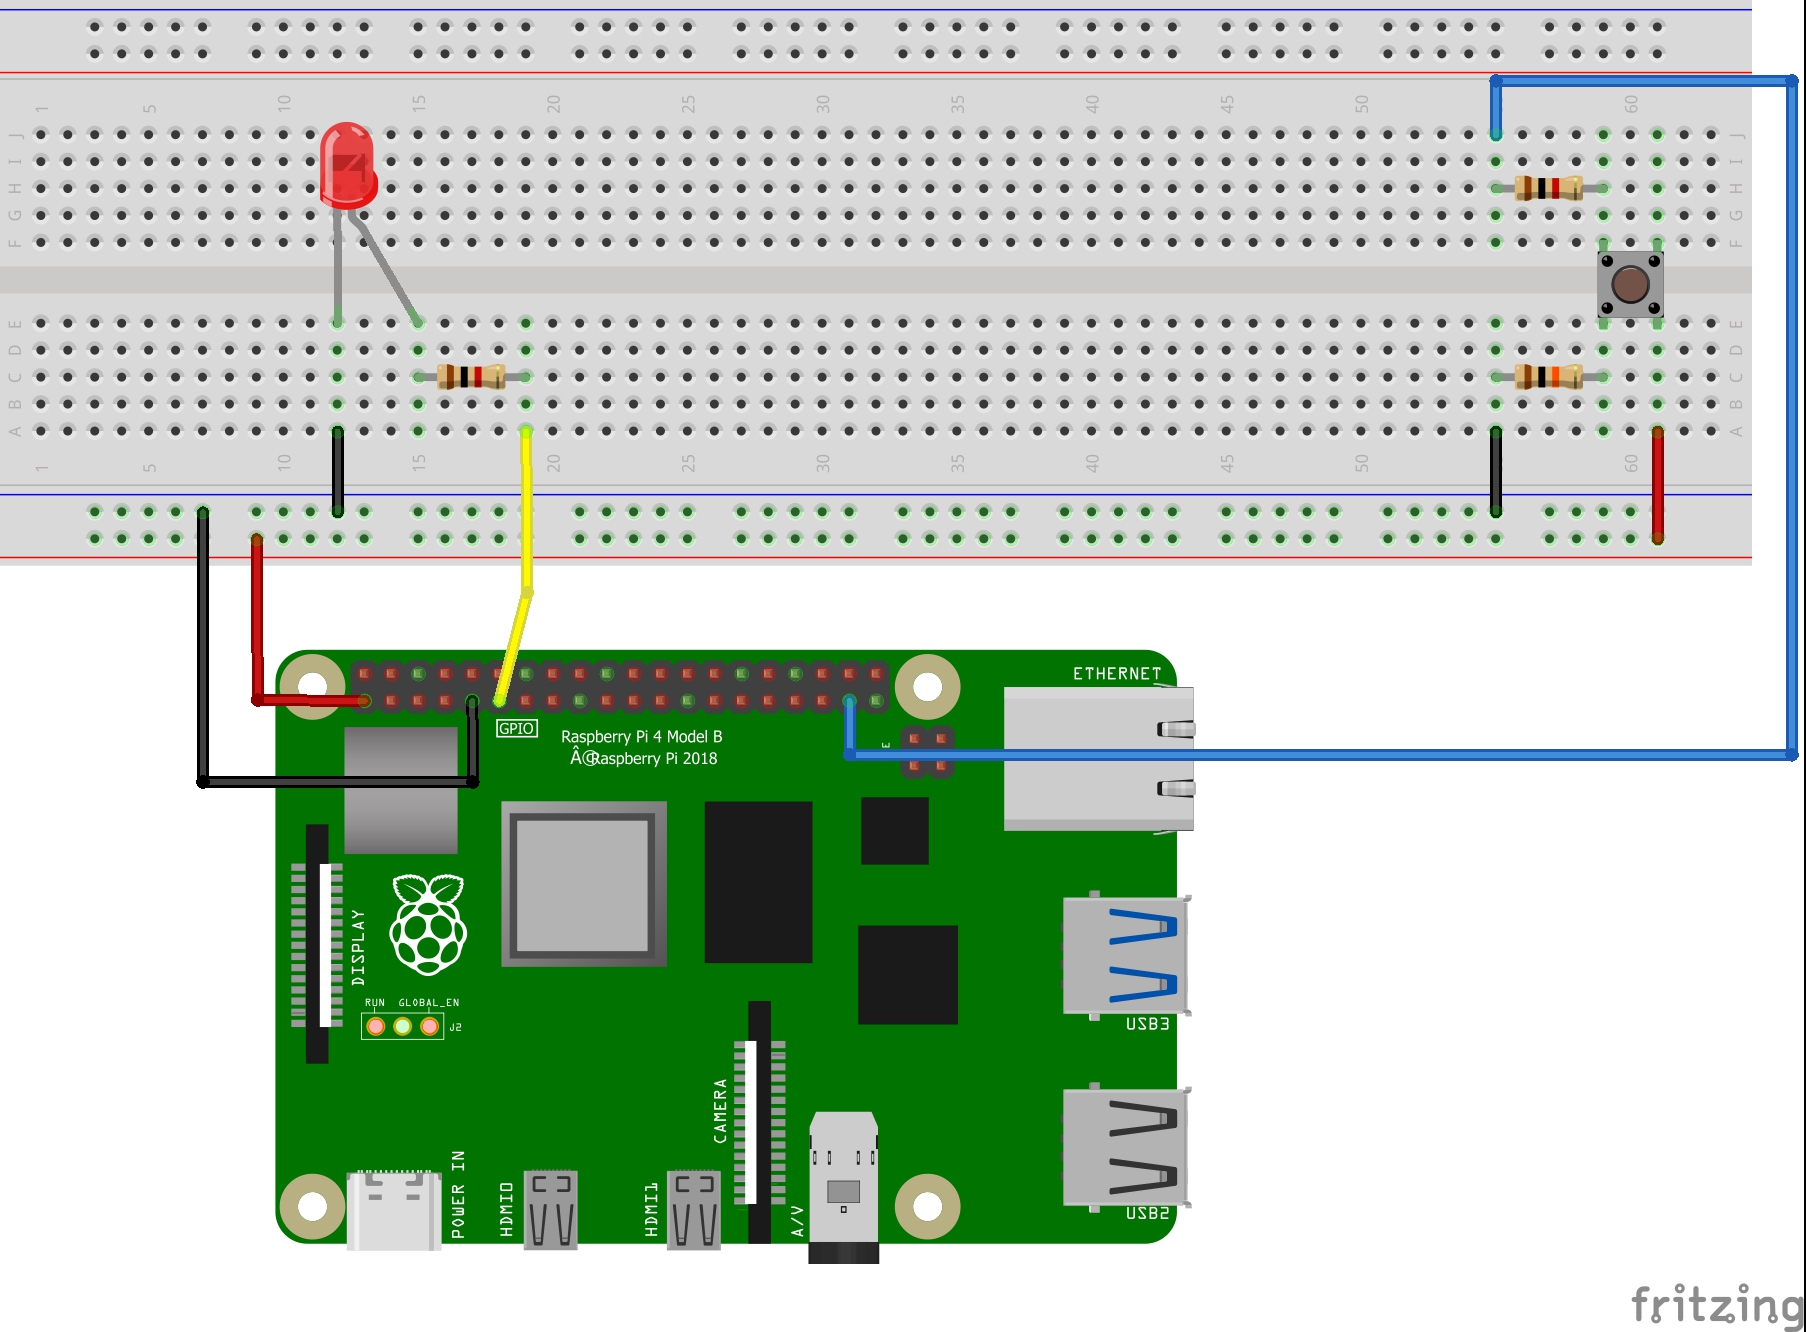 1 5 10 15 20 25 30 35 40 45 50 60
J J
I I
H H
G G
F F
E E
D D
C C
B B
A A
1 5 10 15 20 25 30 35 40 45 50 60
ETHERNET
GPIO
Raspberry Pi 4 Model B
Â©Raspberry Pi 2018
E
DISPLAY
RUN GLOBAL_EN
J2
USB3
CAMERA
POWER IN
HDMI0
HDMI1
A/V
USB2
fritzing